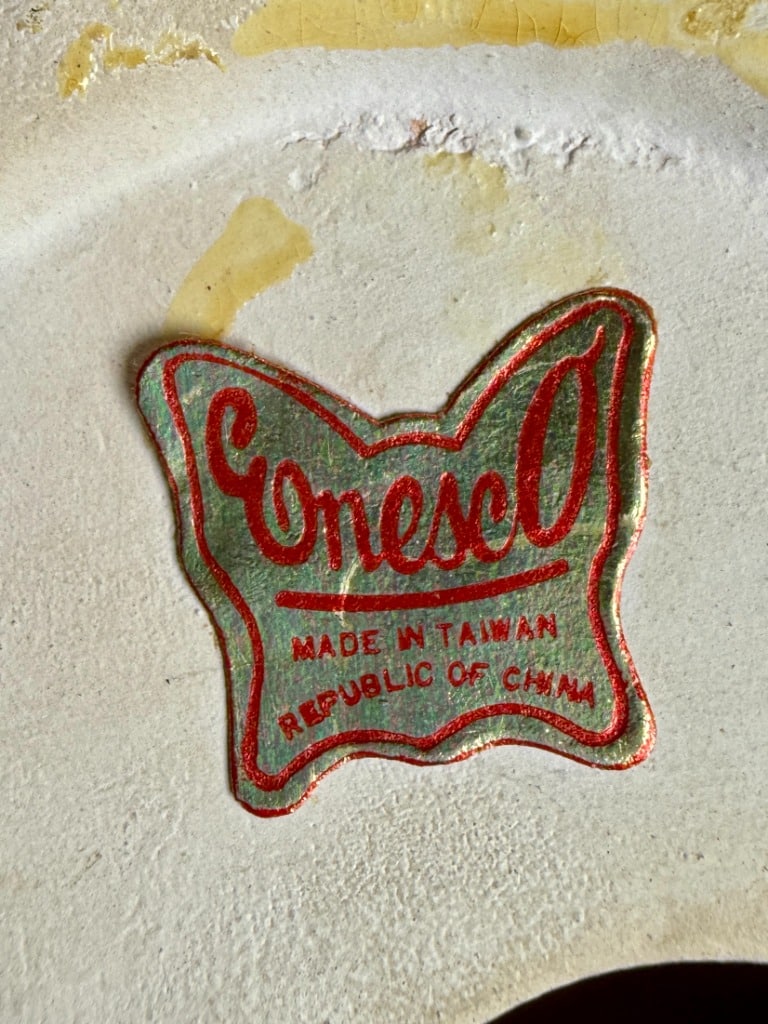 Enesco
MADE IN TAIWAN
REPUBLIC OF CHINA